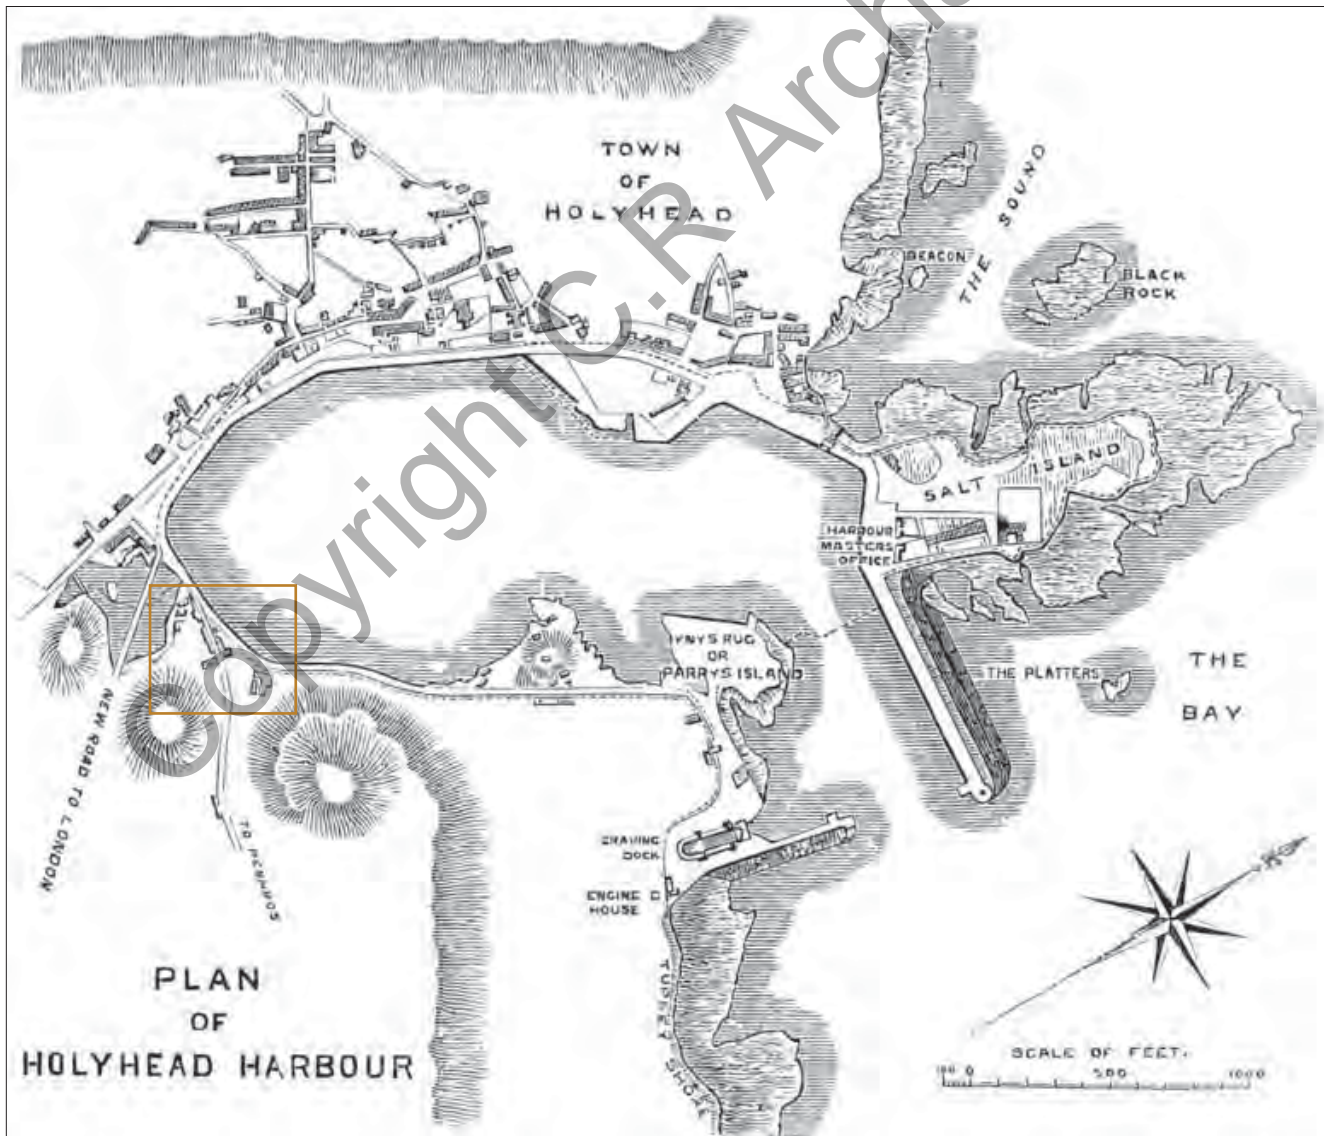 TOWN
OF
HOLYHEAD
THE SOUND
BEACON
BLACK
ROCK
SALT ISLAND
HARBOUR
MASTERS
OFFICE
YNYS RUG
OR
PARRYS ISLAND
THE PLATTERS
THE
BAY
NEW ROAD TO LONDON
TO PENRHOS
GRAVING
DOCK
ENGINE
HOUSE
SHORE
PLAN
OF
HOLYHEAD HARBOUR
SCALE OF FEET.
100 0 500 1000
Copyright C.R Arch